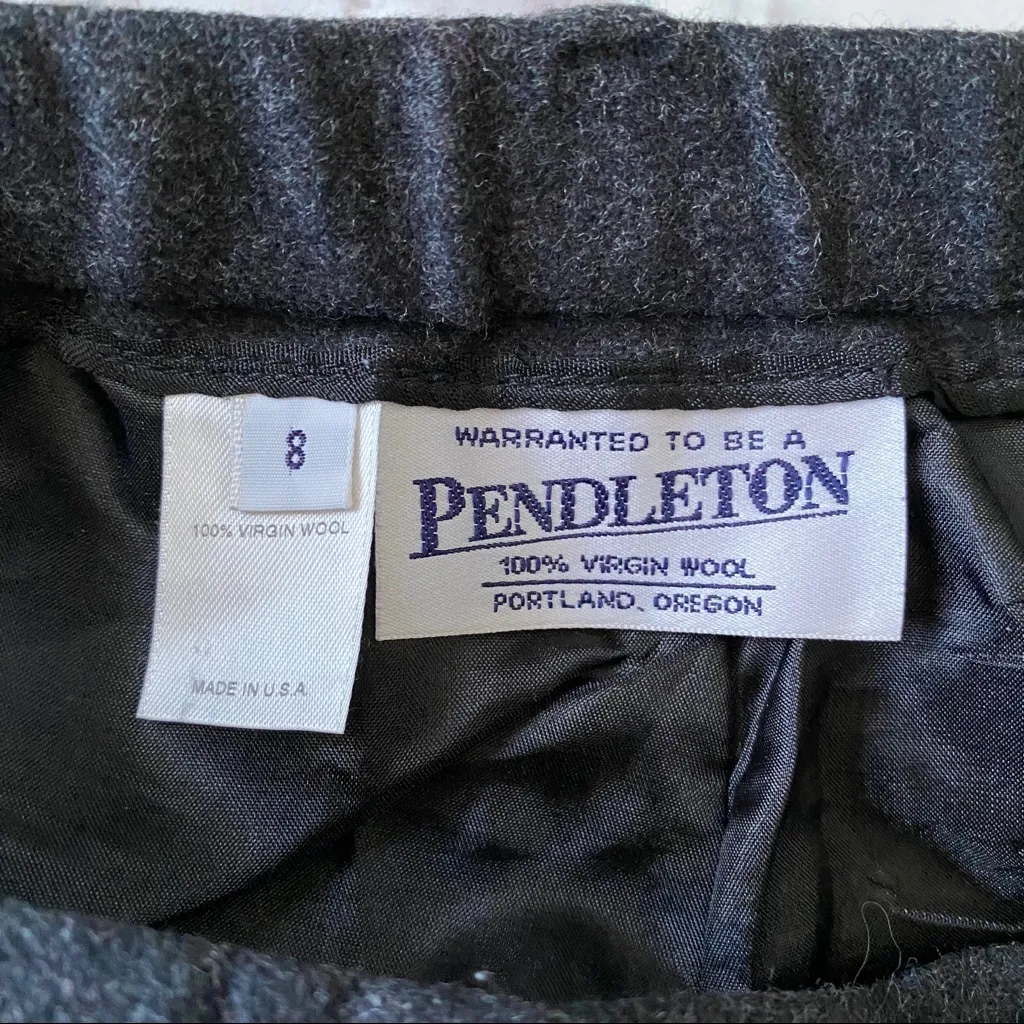 8
100% VIRGIN WOOL
MADE IN U.S.A.
WARRANTED TO BE A
PENDLETON
100% VIRGIN WOOL
PORTLAND, OREGON